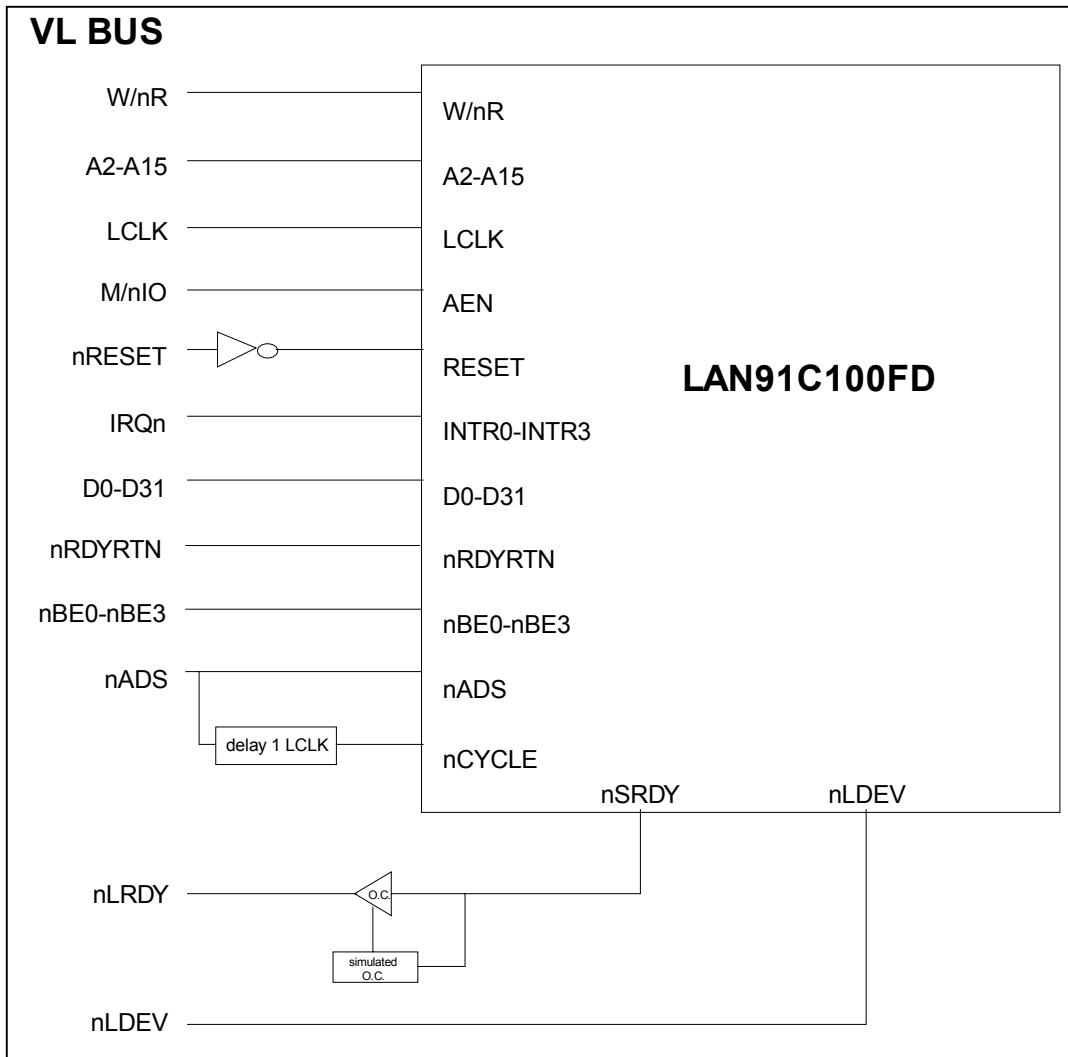 VL BUS
W/nR
W/nR
A2-A15
A2-A15
LCLK
LCLK
M/nIO
AEN
nRESET
RESET
LAN91C100FD
IRQn
INTR0-INTR3
D0-D31
D0-D31
nRDYRTN
nRDYRTN
nBE0-nBE3
nBE0-nBE3
nADS
nADS
delay 1 LCLK
nCYCLE
nSRDY
nLDEV
nLRDY
O.C.
simulated
O.C.
nLDEV